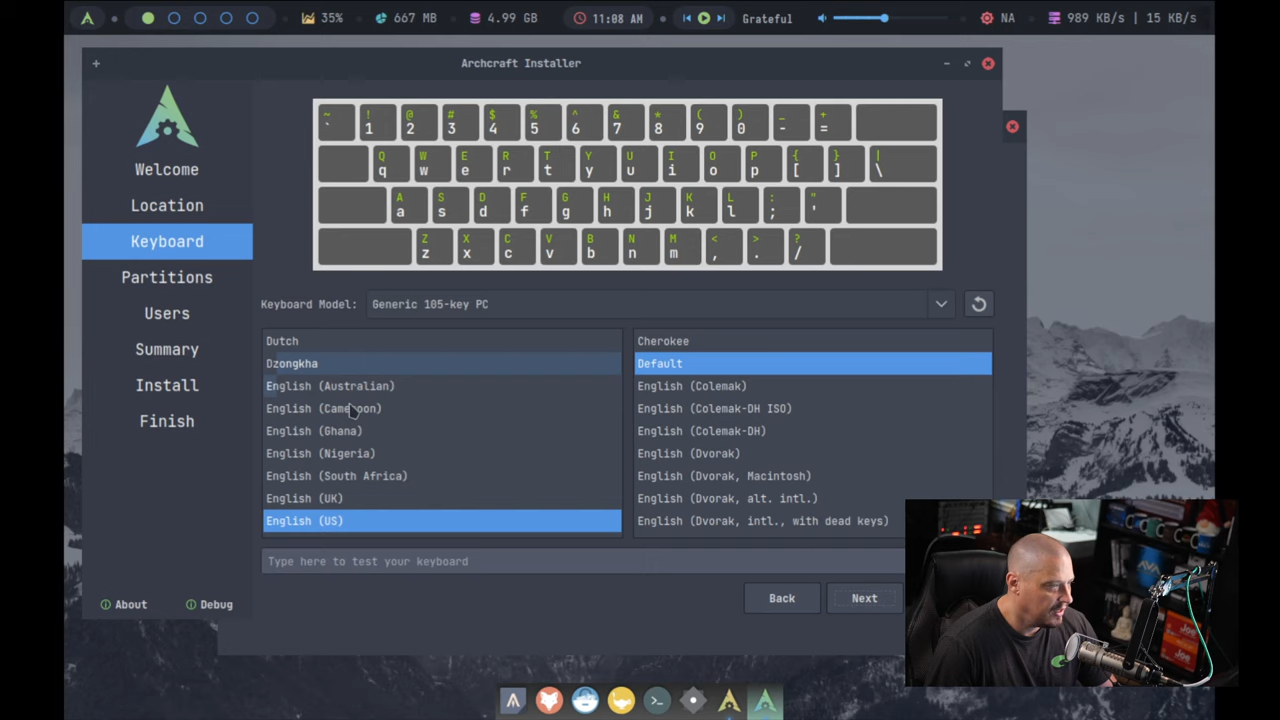 35%
667 MB
4.99 GB
11:08 AM
Grateful
NA
989 KB/s | 15 KB/s
Archcraft Installer
Welcome
Location
Keyboard
Partitions
Users
Summary
Install
Finish
About
Debug
~ ! @ # $ % ^ & * ( ) _ +
` 1 2 3 4 5 6 7 8 9 0 - =
Q W E R T Y U I O P { } |
q w e r t y u i o p [ ] \
A S D F G H J K L : "
a s d f g h j k l ; '
Z X C V B N M < > ?
z x c v b n m , . /
Keyboard Model:
Generic 105-key PC
Dutch
Dzongkha
English (Australian)
English (Cameroon)
English (Ghana)
English (Nigeria)
English (South Africa)
English (UK)
English (US)
Cherokee
Default
English (Colemak)
English (Colemak-DH ISO)
English (Colemak-DH)
English (Dvorak)
English (Dvorak, Macintosh)
English (Dvorak, alt. intl.)
English (Dvorak, intl., with dead keys)
Type here to test your keyboard
Back
Next